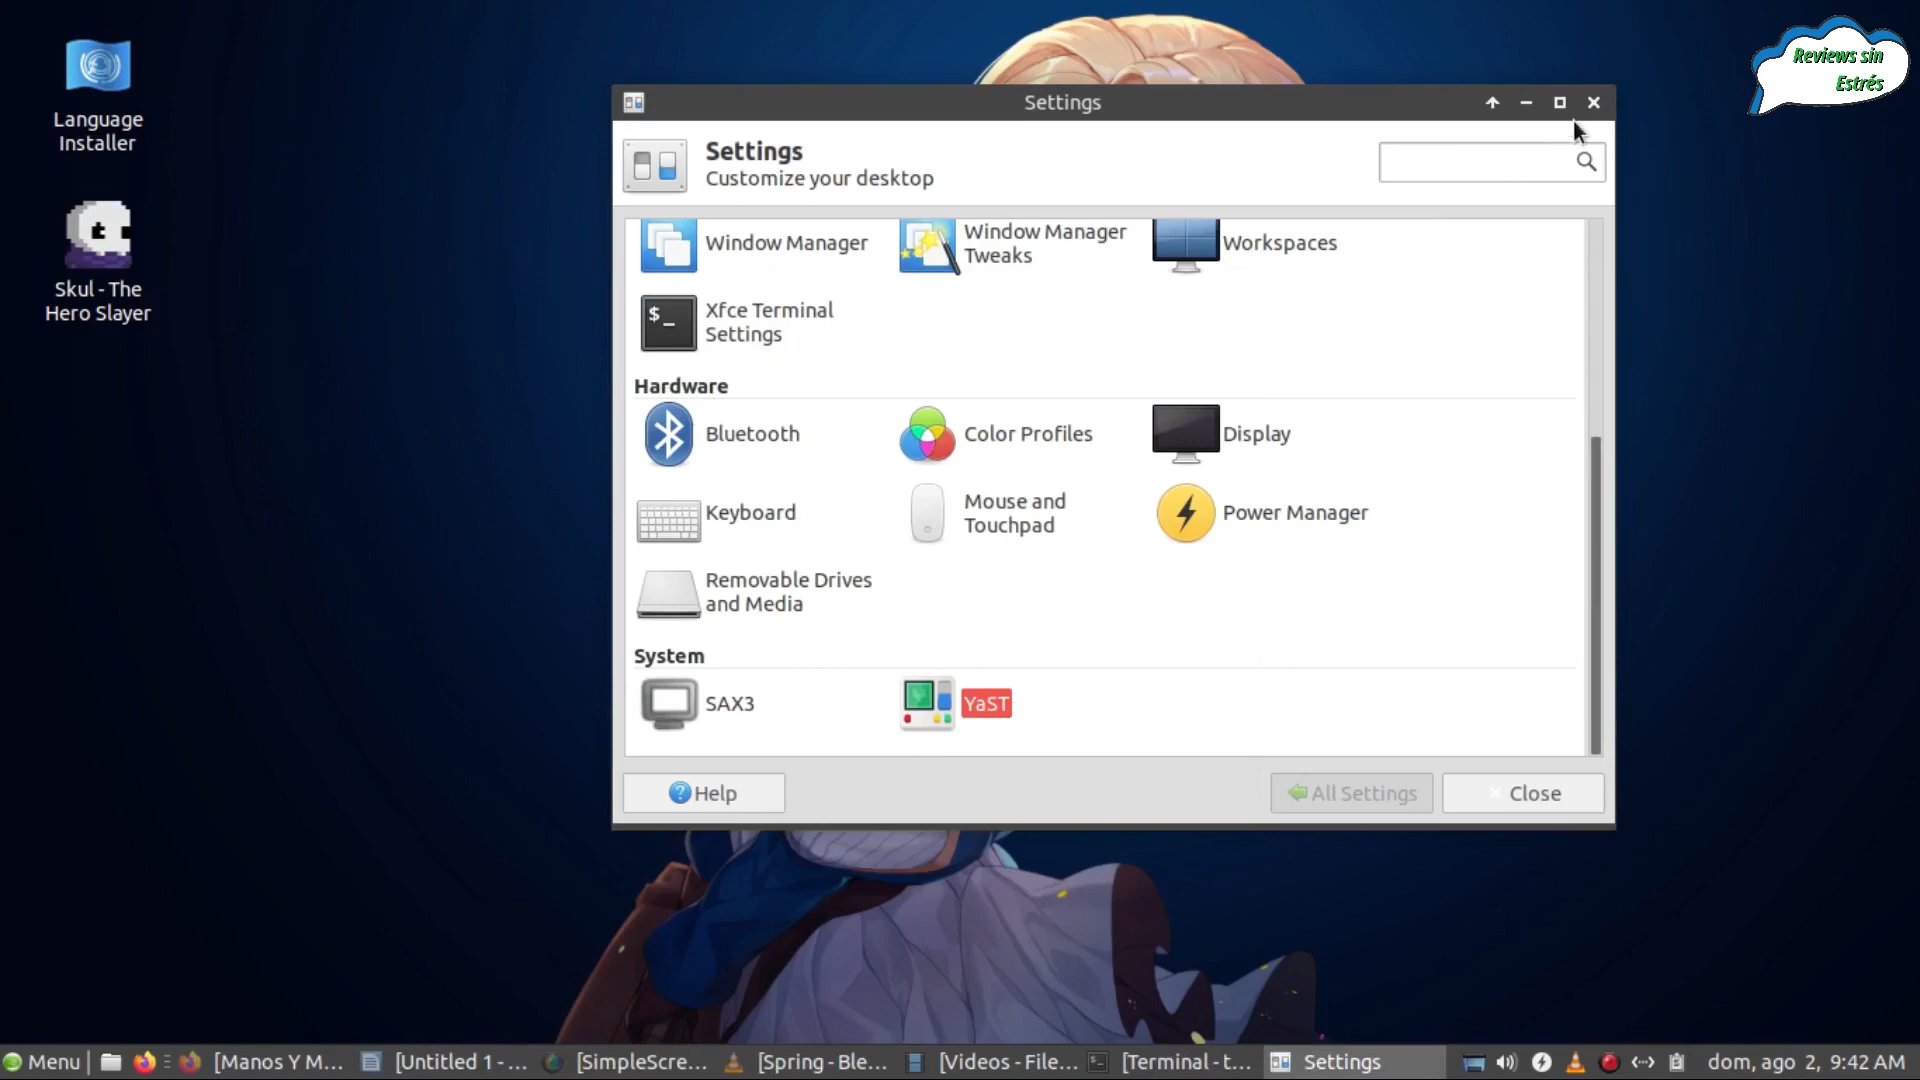 Reviews sin
Estrés
Language
Installer
Skul - The
Hero Slayer
Settings
Settings
Customize your desktop
Window Manager
Window Manager
Tweaks
Workspaces
$_
Xfce Terminal
Settings
Hardware
Bluetooth
Color Profiles
Display
Keyboard
Mouse and
Touchpad
Power Manager
Removable Drives
and Media
System
SAX3
YaST
? Help
All Settings
Close
Menu
[Manos Y M...
[Untitled 1 - ...
[SimpleScre...
[Spring - Ble...
[Videos - File...
[Terminal - t...
Settings
dom, ago 2, 9:42 AM